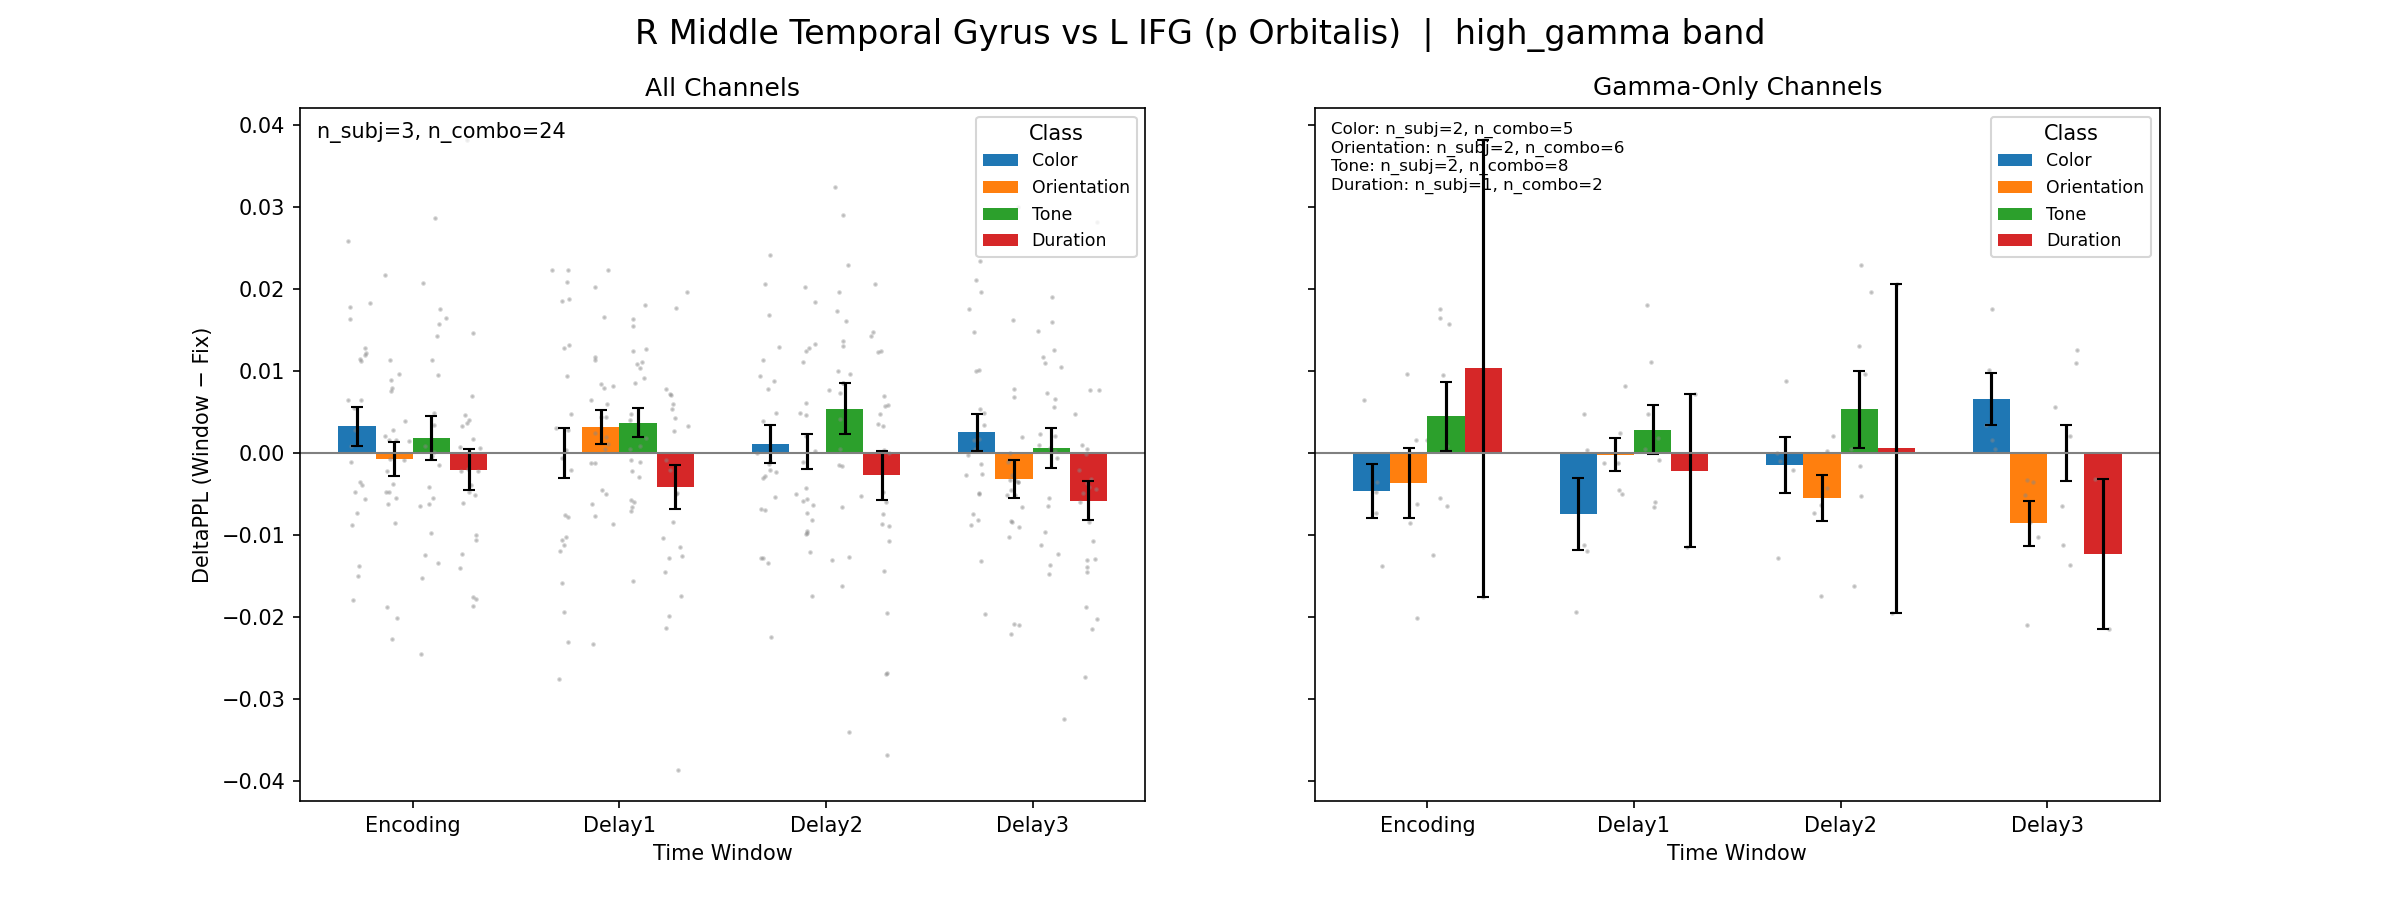 R Middle Temporal Gyrus vs L IFG (p Orbitalis)  |  high_gamma band
All Channels
n_subj=3, n_combo=24
Class
Color
Orientation
Tone
Duration
0.04
0.03
0.02
0.01
0.00
−0.01
−0.02
−0.03
−0.04
DeltaPPL (Window − Fix)
Encoding
Delay1
Delay2
Delay3
Time Window
Gamma-Only Channels
Color: n_subj=2, n_combo=5
Orientation: n_subj=2, n_combo=6
Tone: n_subj=2, n_combo=8
Duration: n_subj=1, n_combo=2
Class
Color
Orientation
Tone
Duration
Encoding
Delay1
Delay2
Delay3
Time Window